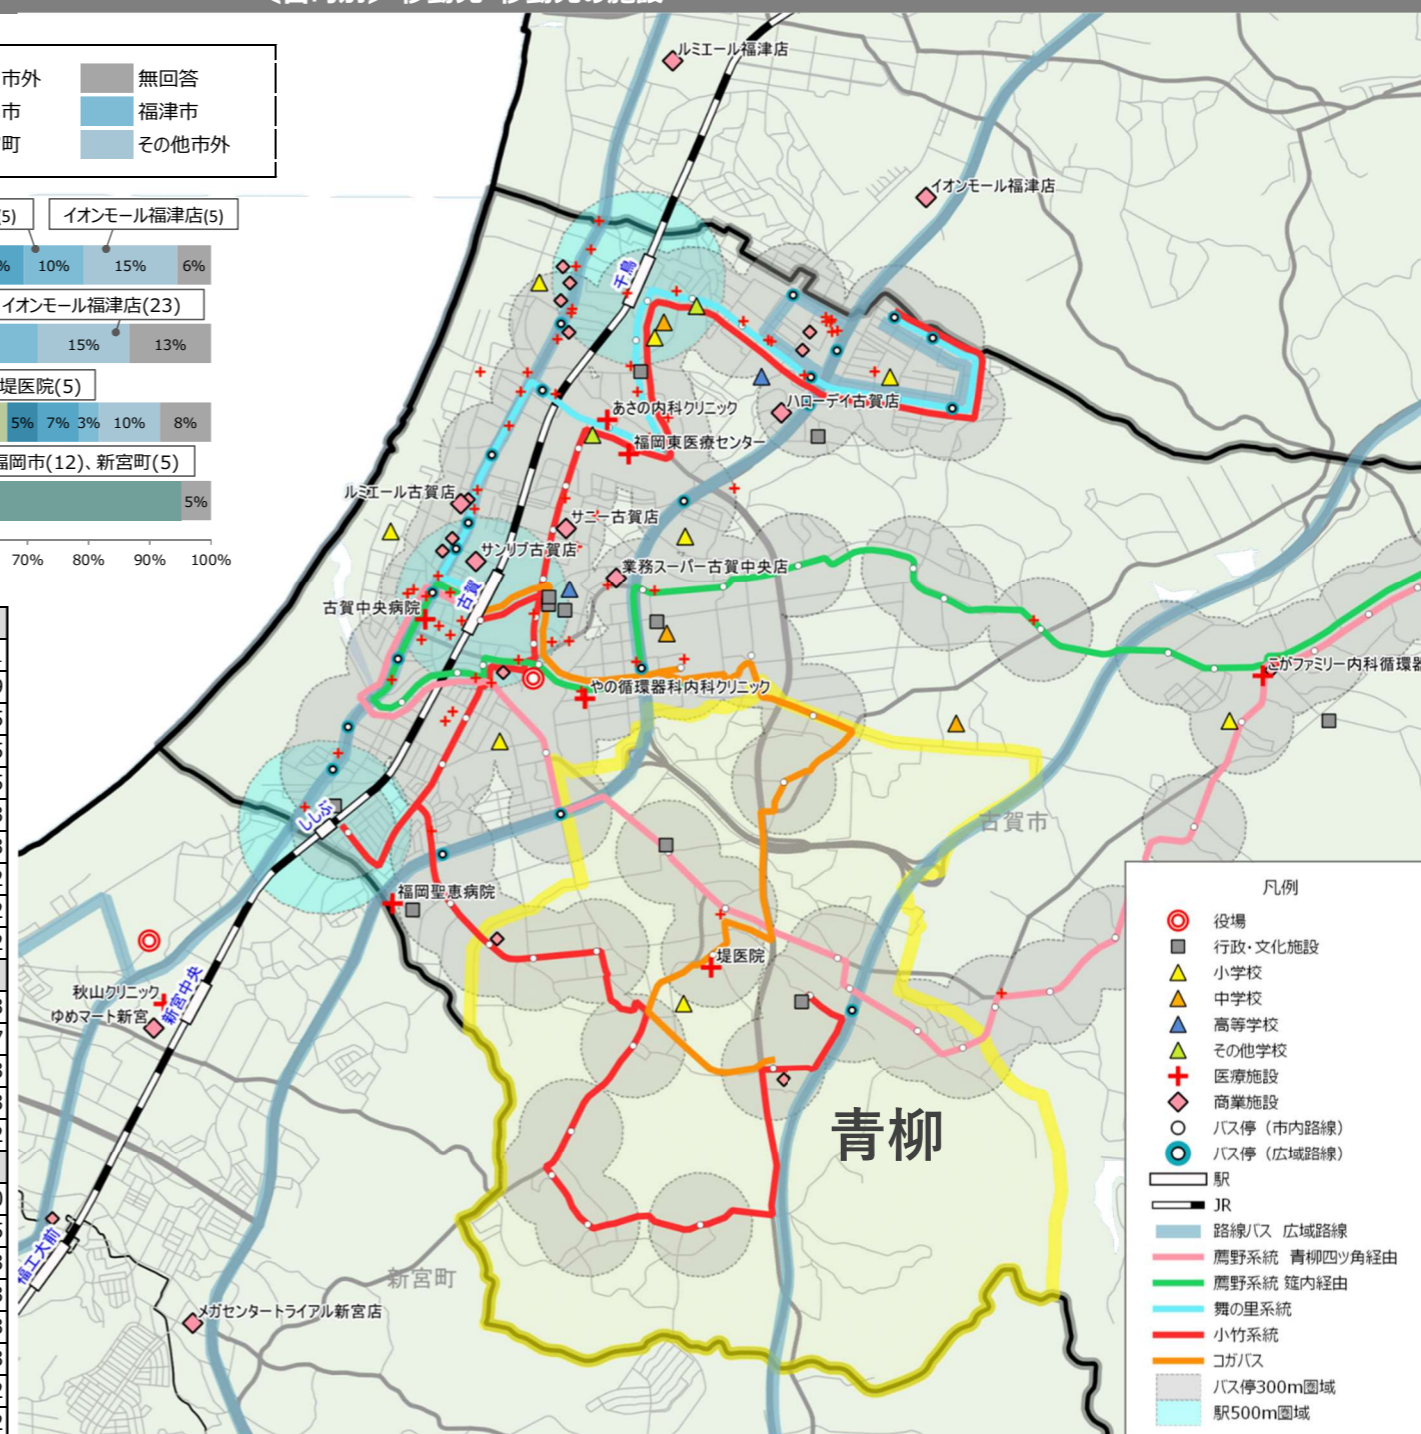 市外
無回答
市
福津市
町
その他市外
(5)
イオンモール福津店(5)
%
10%
15%
6%
イオンモール福津店(23)
15%
13%
堤医院(5)
5%
7%
3%
10%
8%
福岡市(12)、新宮町(5)
5%
70%
80%
90%
100%
ルミエール福津店
イオンモール福津店
千鳥
あさの内科クリニック
ハローデイ古賀店
福岡東医療センター
ルミエール古賀店
サニー古賀店
サンリブ古賀店
業務スーパー古賀中央店
古賀
古賀中央病院
こがファミリー内科循環器
やの循環器科内科クリニック
ししぶ
古賀市
福岡聖恵病院
堤医院
秋山クリニック
新宮中央
ゆめマート新宮
青柳
福工大前
新宮町
メガセンタートライアル新宮店
凡例
役場
行政・文化施設
小学校
中学校
高等学校
その他学校
医療施設
商業施設
バス停（市内路線）
バス停（広域路線）
駅
JR
路線バス 広域路線
薦野系統 青柳四ツ角経由
薦野系統 筵内経由
舞の里系統
小竹系統
コガバス
バス停300m圏域
駅500m圏域